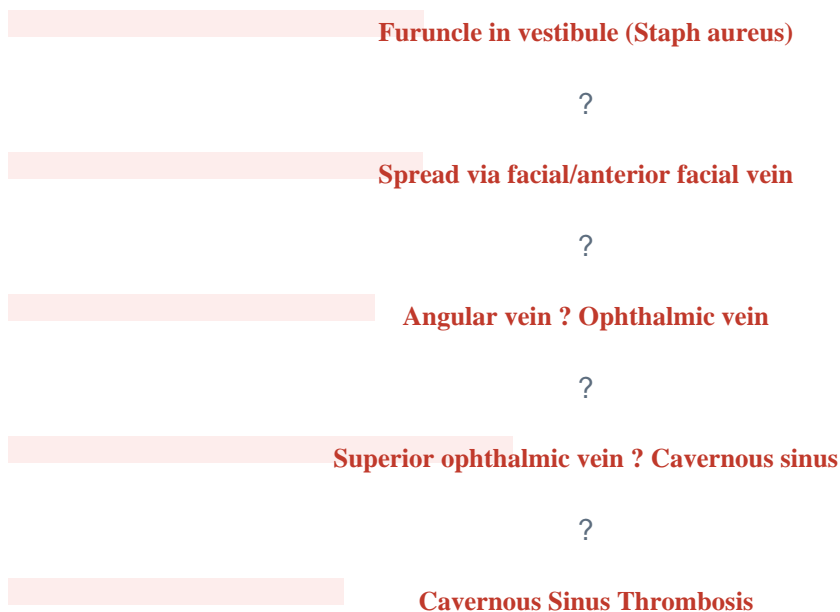 Furuncle in vestibule (Staph aureus)
?
Spread via facial/anterior facial vein
?
Angular vein ? Ophthalmic vein
?
Superior ophthalmic vein ? Cavernous sinus
?
Cavernous Sinus Thrombosis